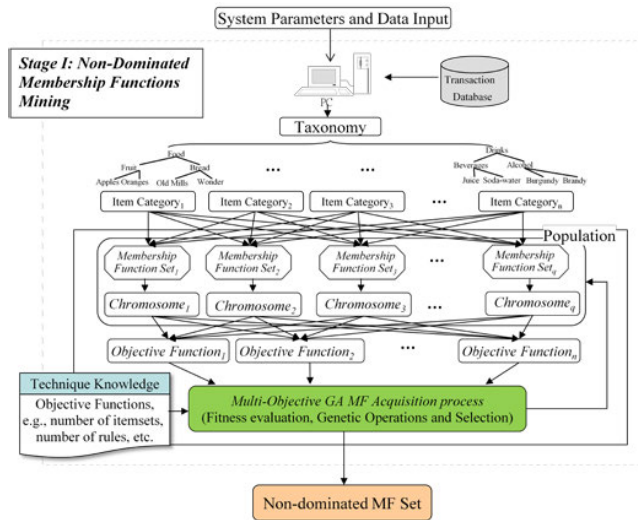 System Parameters and Data Input
Stage I: Non-Dominated
Membership Functions
Mining
PC
Transaction
Database
Taxonomy
Food
Fruit
Bread
Apples Oranges
Old Mills
Wonder
...
...
Drinks
Beverages
Alcohol
Juice
Soda-water
Burgundy
Brandy
Item Category1
Item Category2
Item Category3
...
Item Categoryn
Population
Membership
Function Set1
Membership
Function Set2
Membership
Function Setj
...
Membership
Function Setq
Chromosome1
Chromosome2
Chromosome3
...
Chromosomeq
Objective Function1
Objective Function2
...
Objective Functionn
Technique Knowledge
Objective Functions,
e.g., number of itemsets,
number of rules, etc.
Multi-Objective GA MF Acquisition process
(Fitness evaluation, Genetic Operations and Selection)
Non-dominated MF Set